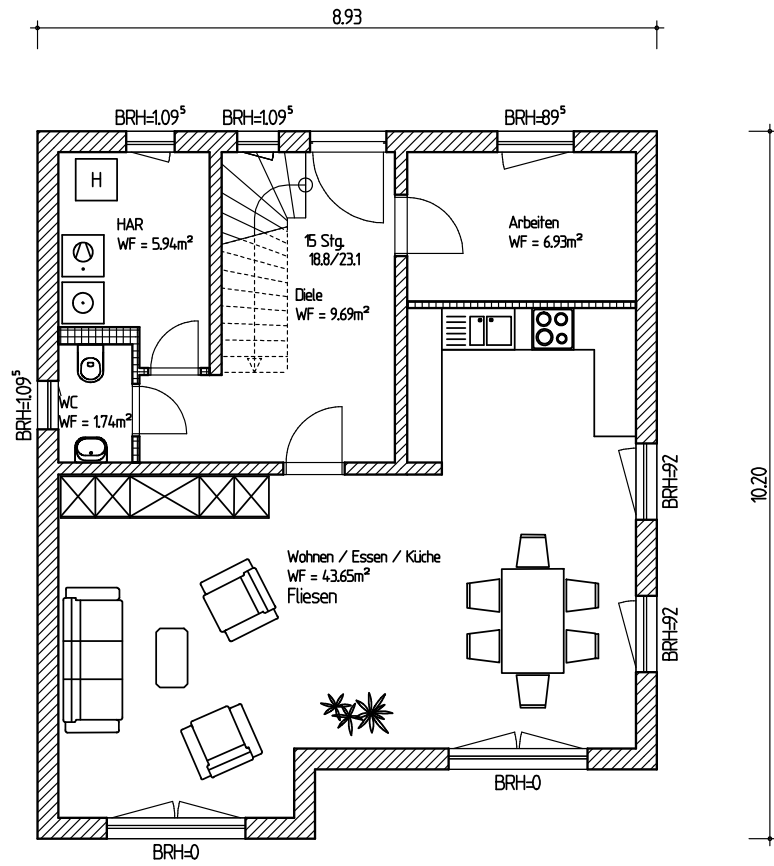 8.93
BRH=1.09⁵
BRH=1.09⁵
BRH=89⁵
H
HAR
WF = 5.94m²
15 Stg.
18.8/23.1
Arbeiten
WF = 6.93m²
Diele
WF = 9.69m²
BRH=1.09⁵
WC
WF = 1.74m²
BRH=92
10.20
Wohnen / Essen / Küche
WF = 43.65m²
Fliesen
BRH=92
BRH=0
BRH=0